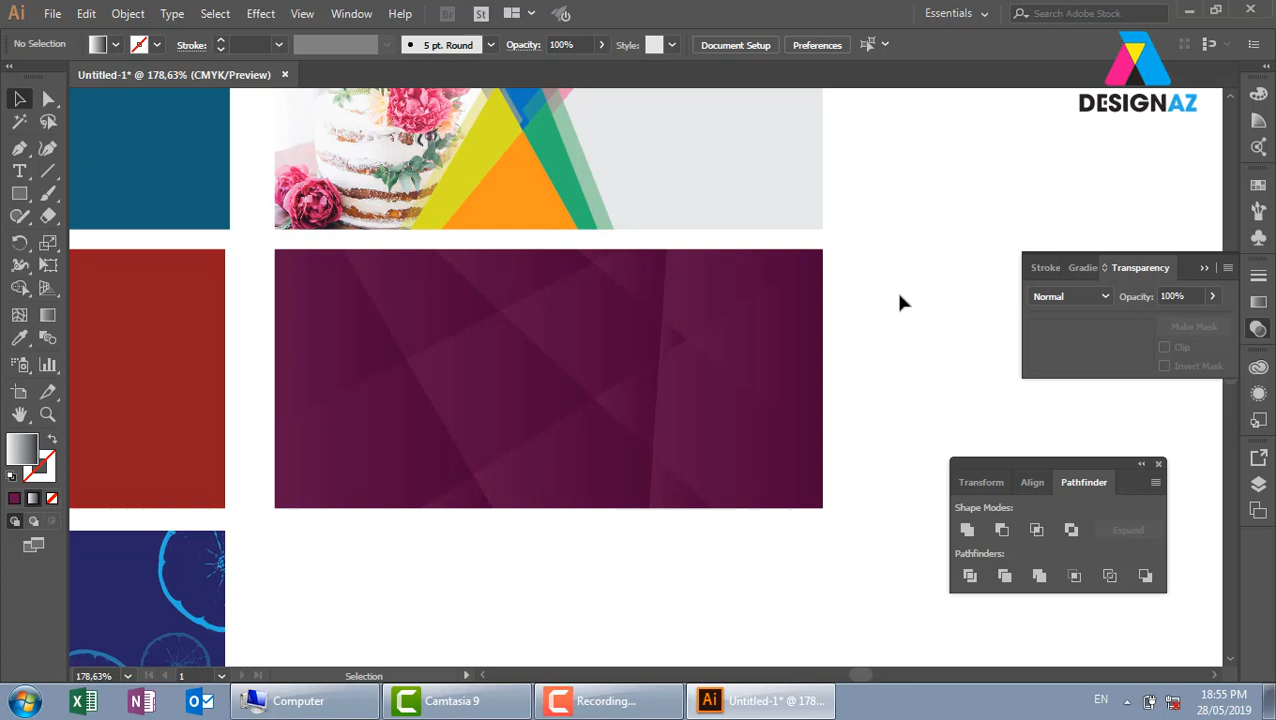 Ai File Edit Object Type Select Effect View Window Help Br St Essentials Search Adobe Stock
No Selection Stroke: 5 pt. Round Opacity: 100% Style: Document Setup Preferences
Untitled-1* @ 178,63% (CMYK/Preview)
DESIGNAZ
Stroke Gradie Transparency
Normal Opacity: 100%
Make Mask
Clip
Invert Mask
Transform Align Pathfinder
Shape Modes:
Expand
Pathfinders:
178,63% 1 Selection
Computer Camtasia 9 Recording... Untitled-1* @ 178... EN 18:55 PM
28/05/2019